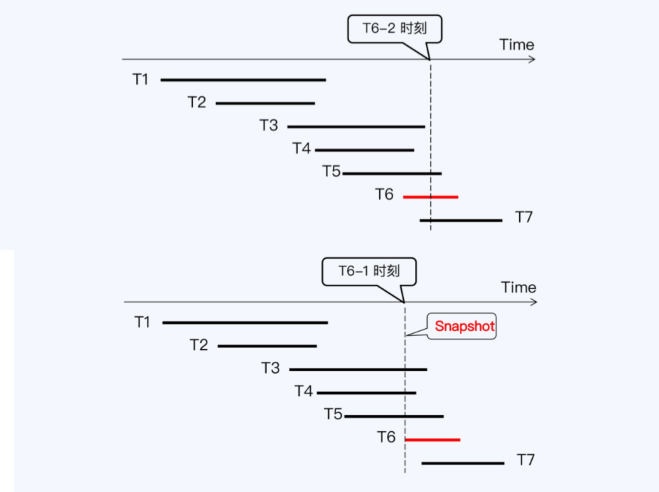 T6-2 时刻
Time
T1
T2
T3
T4
T5
T6
T7
T6-1 时刻
Time
Snapshot
T1
T2
T3
T4
T5
T6
T7